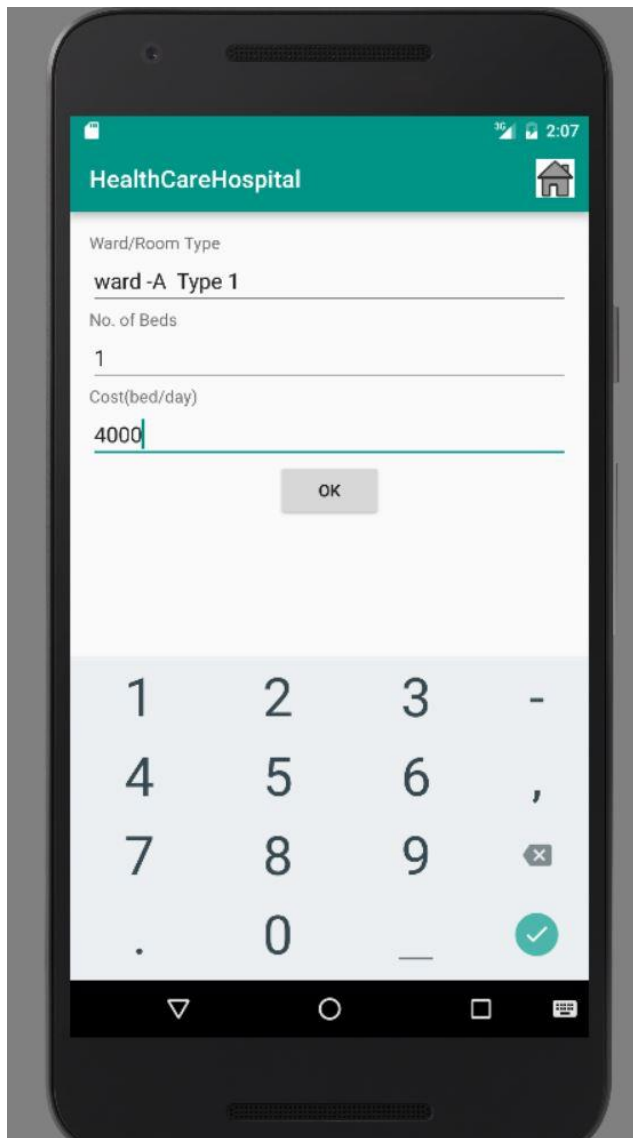 3G 2:07
HealthCareHospital
Ward/Room Type
ward -A  Type 1
No. of Beds
1
Cost(bed/day)
4000
OK
1 2 3 -
4 5 6 ,
7 8 9
. 0 _